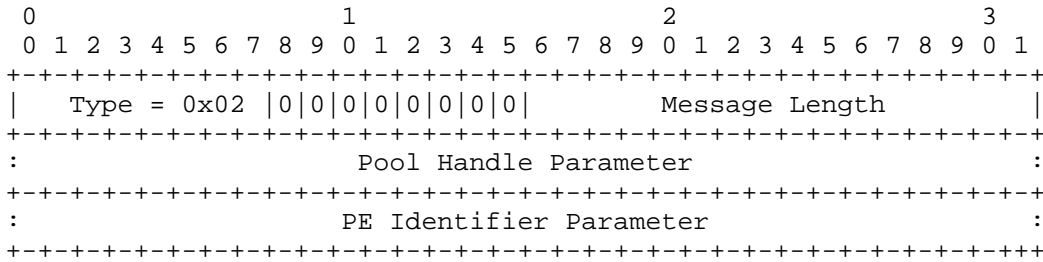 0                   1                   2                   3
 0 1 2 3 4 5 6 7 8 9 0 1 2 3 4 5 6 7 8 9 0 1 2 3 4 5 6 7 8 9 0 1
+-+-+-+-+-+-+-+-+-+-+-+-+-+-+-+-+-+-+-+-+-+-+-+-+-+-+-+-+-+-+-+-+
|   Type = 0x02 |0|0|0|0|0|0|0|0|        Message Length         |
+-+-+-+-+-+-+-+-+-+-+-+-+-+-+-+-+-+-+-+-+-+-+-+-+-+-+-+-+-+-+-+-+
:                     Pool Handle Parameter                     :
+-+-+-+-+-+-+-+-+-+-+-+-+-+-+-+-+-+-+-+-+-+-+-+-+-+-+-+-+-+-+-+-+
:                    PE Identifier Parameter                    :
+-+-+-+-+-+-+-+-+-+-+-+-+-+-+-+-+-+-+-+-+-+-+-+-+-+-+-+-+-+-+-+++